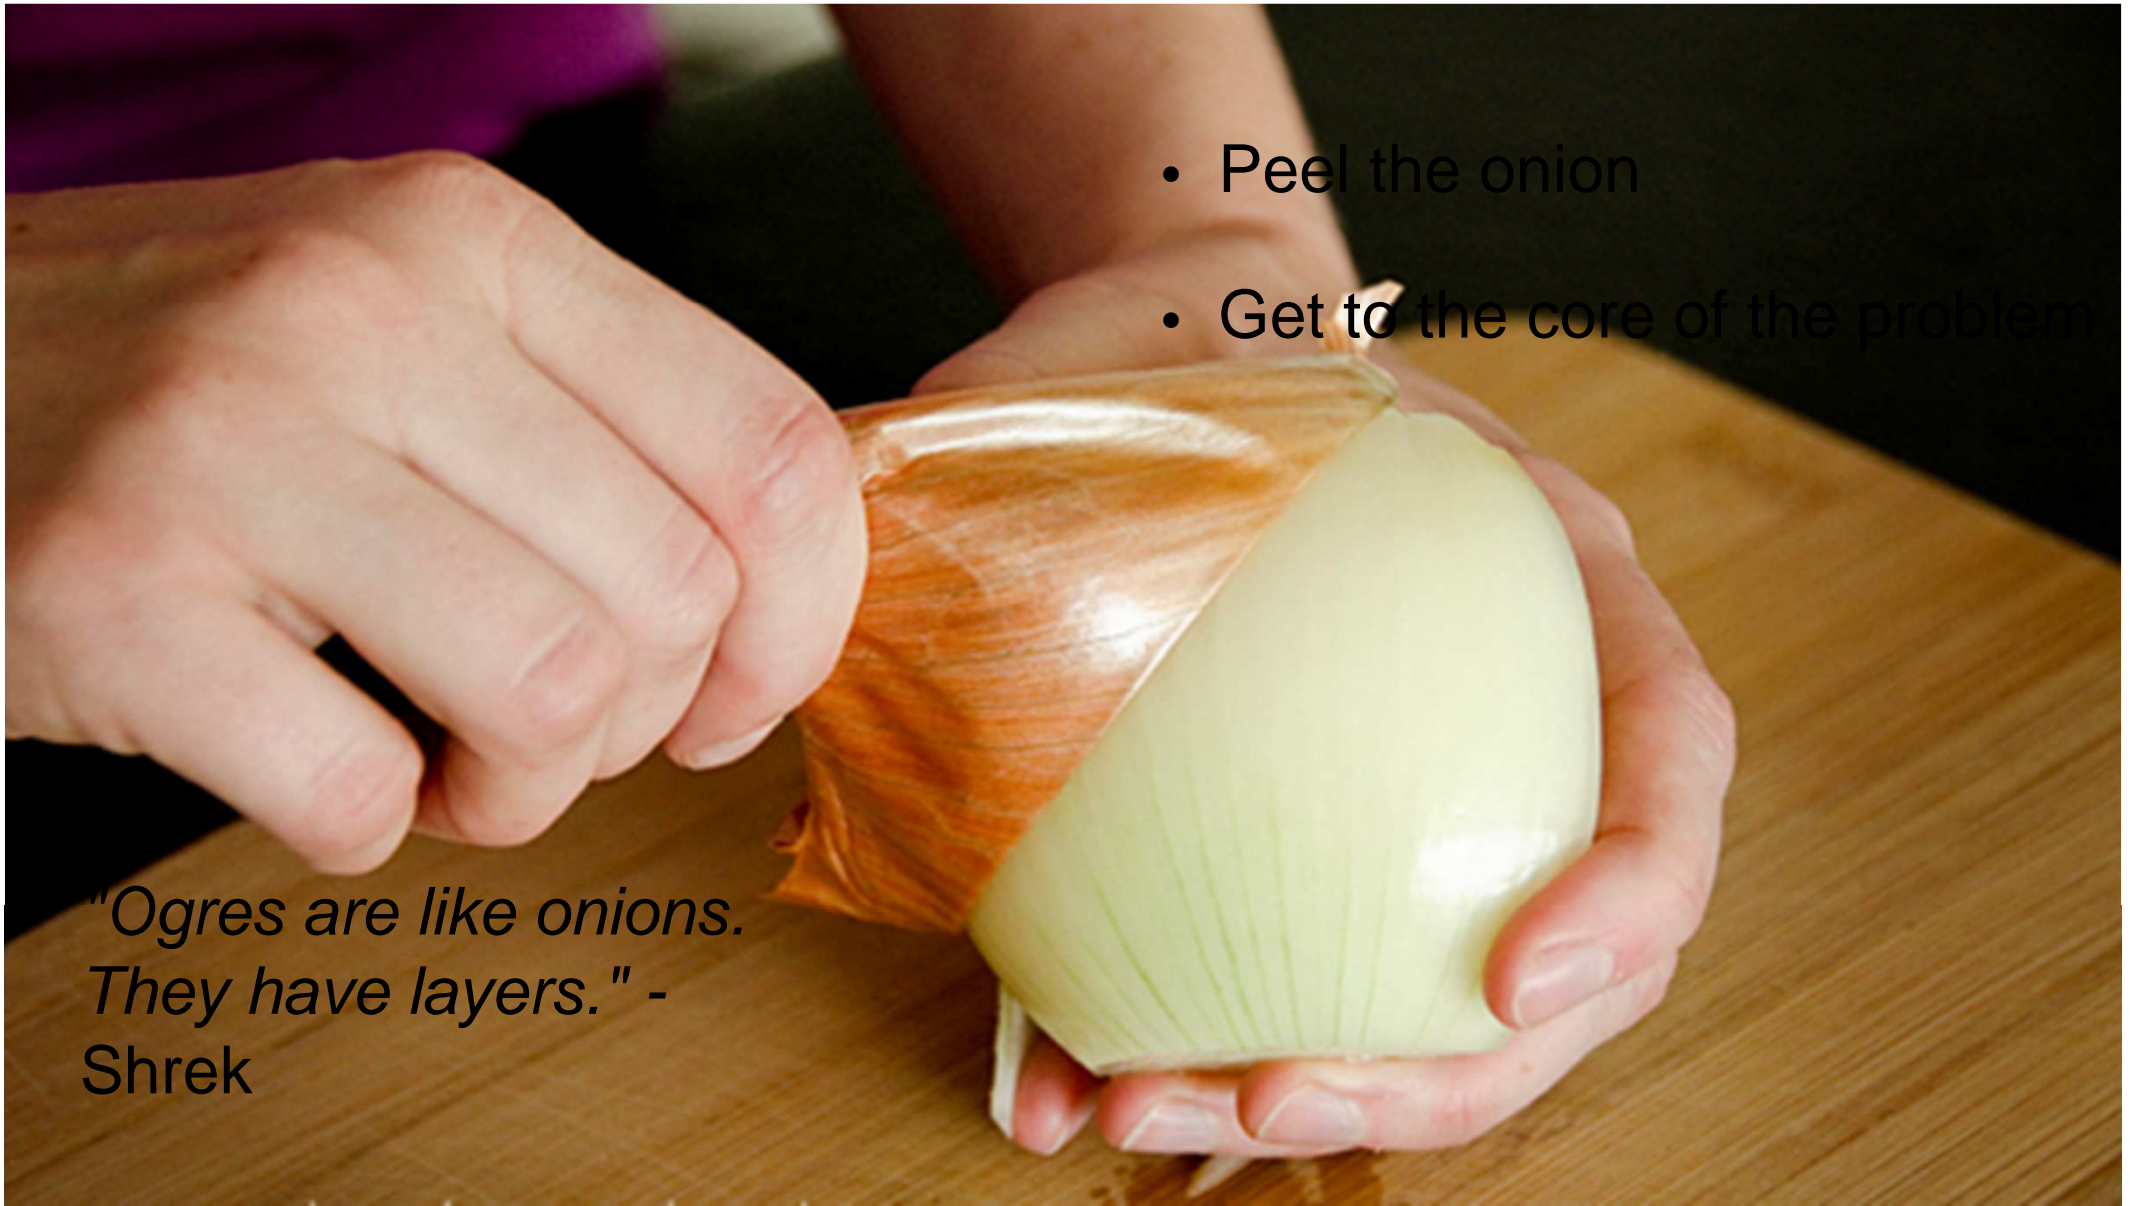 • Peel the onion
• Get to the core of the problem
"Ogres are like onions.
They have layers." -
Shrek